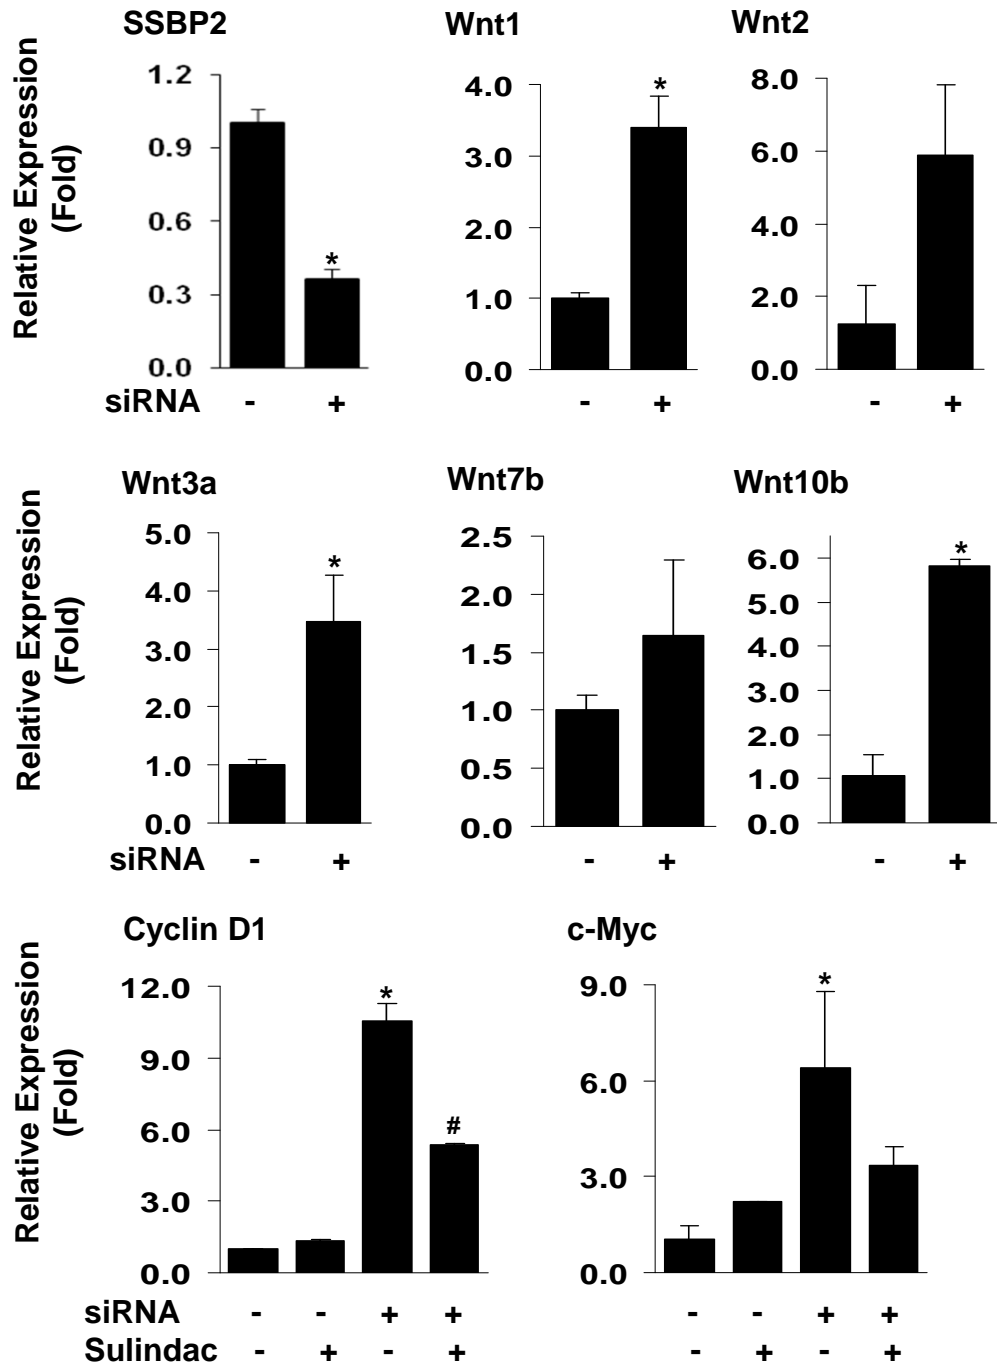 SSBP2
Wnt1
Wnt2
Relative Expression
(Fold)
1.2
0.9
0.6
0.3
0.0
*
4.0
3.0
2.0
1.0
0.0
*
8.0
6.0
4.0
2.0
0.0
siRNA - + - + - +
Wnt3a
Wnt7b
Wnt10b
Relative Expression
(Fold)
5.0
4.0
3.0
2.0
1.0
0.0
*
2.5
2.0
1.5
1.0
0.5
0.0
6.0
5.0
4.0
3.0
2.0
1.0
0.0
*
siRNA - + - + - +
Cyclin D1
c-Myc
Relative Expression
(Fold)
12.0
9.0
6.0
3.0
0.0
*
#
9.0
6.0
3.0
0.0
*
siRNA - - + + - - + +
Sulindac - + - + - + - +